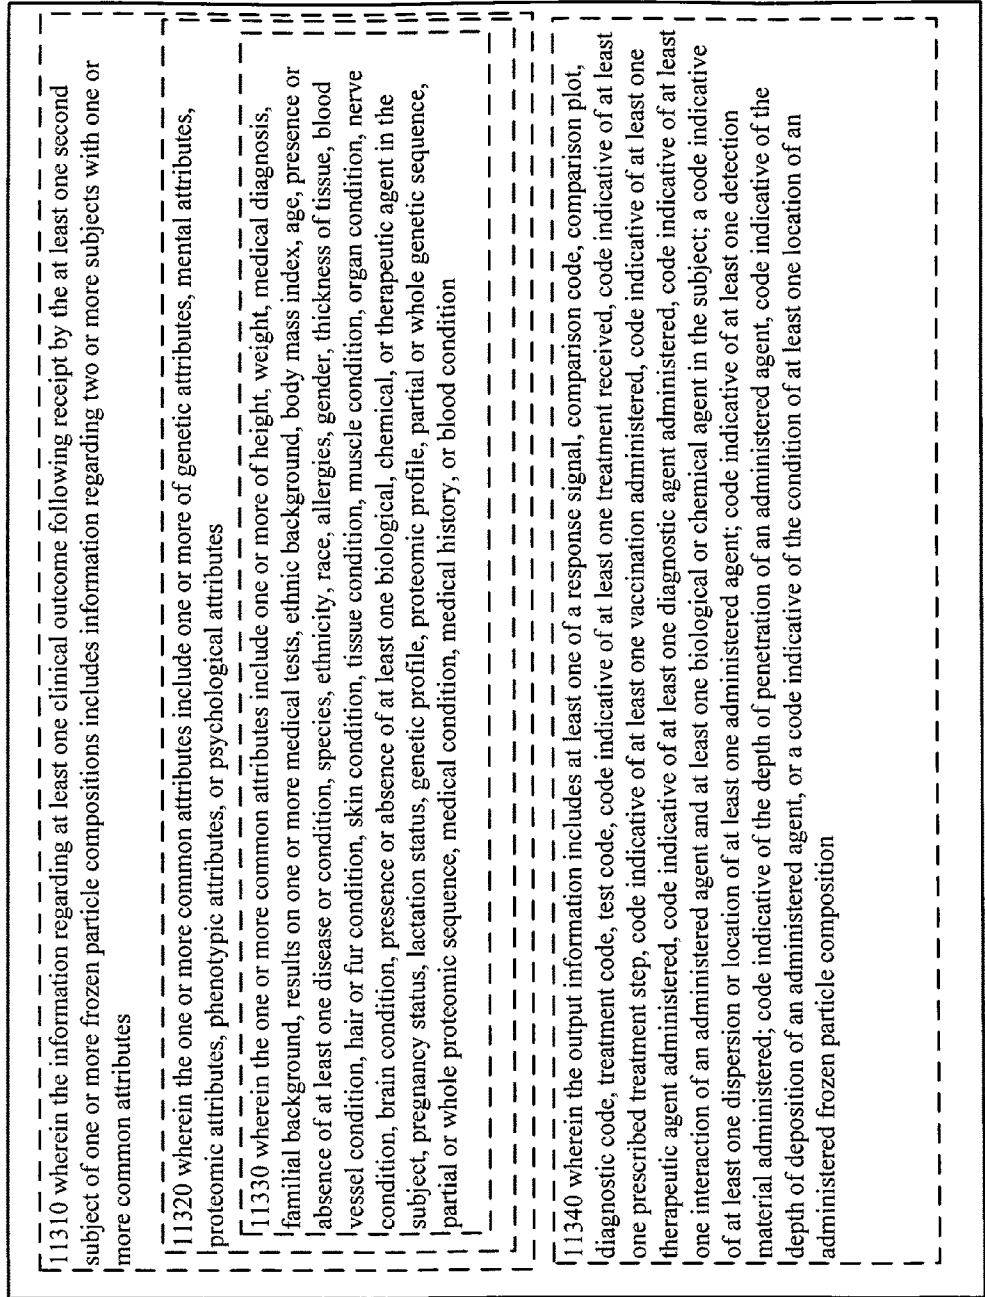 11310 wherein the information regarding at least one clinical outcome following receipt by the at least one second
subject of one or more frozen particle compositions includes information regarding two or more subjects with one or
more common attributes
11320 wherein the one or more common attributes include one or more of genetic attributes, mental attributes,
proteomic attributes, phenotypic attributes, or psychological attributes
11330 wherein the one or more common attributes include one or more of height, weight, medical diagnosis,
familial background, results on one or more medical tests, ethnic background, body mass index, age, presence or
absence of at least one disease or condition, species, ethnicity, race, allergies, gender, thickness of tissue, blood
vessel condition, hair or fur condition, skin condition, tissue condition, muscle condition, organ condition, nerve
condition, brain condition, presence or absence of at least one biological, chemical, or therapeutic agent in the
subject, pregnancy status, lactation status, genetic profile, proteomic profile, partial or whole genetic sequence,
partial or whole proteomic sequence, medical condition, medical history, or blood condition
11340 wherein the output information includes at least one of a response signal, comparison code, comparison plot,
diagnostic code, treatment code, test code, code indicative of at least one treatment received, code indicative of at least
one prescribed treatment step, code indicative of at least one vaccination administered, code indicative of at least one
therapeutic agent administered, code indicative of at least one diagnostic agent administered, code indicative of at least
one interaction of an administered agent and at least one biological or chemical agent in the subject; a code indicative
of at least one dispersion or location of at least one administered agent; code indicative of at least one detection
material administered; code indicative of the depth of penetration of an administered agent, code indicative of the
depth of deposition of an administered agent, or a code indicative of the condition of at least one location of an
administered frozen particle composition